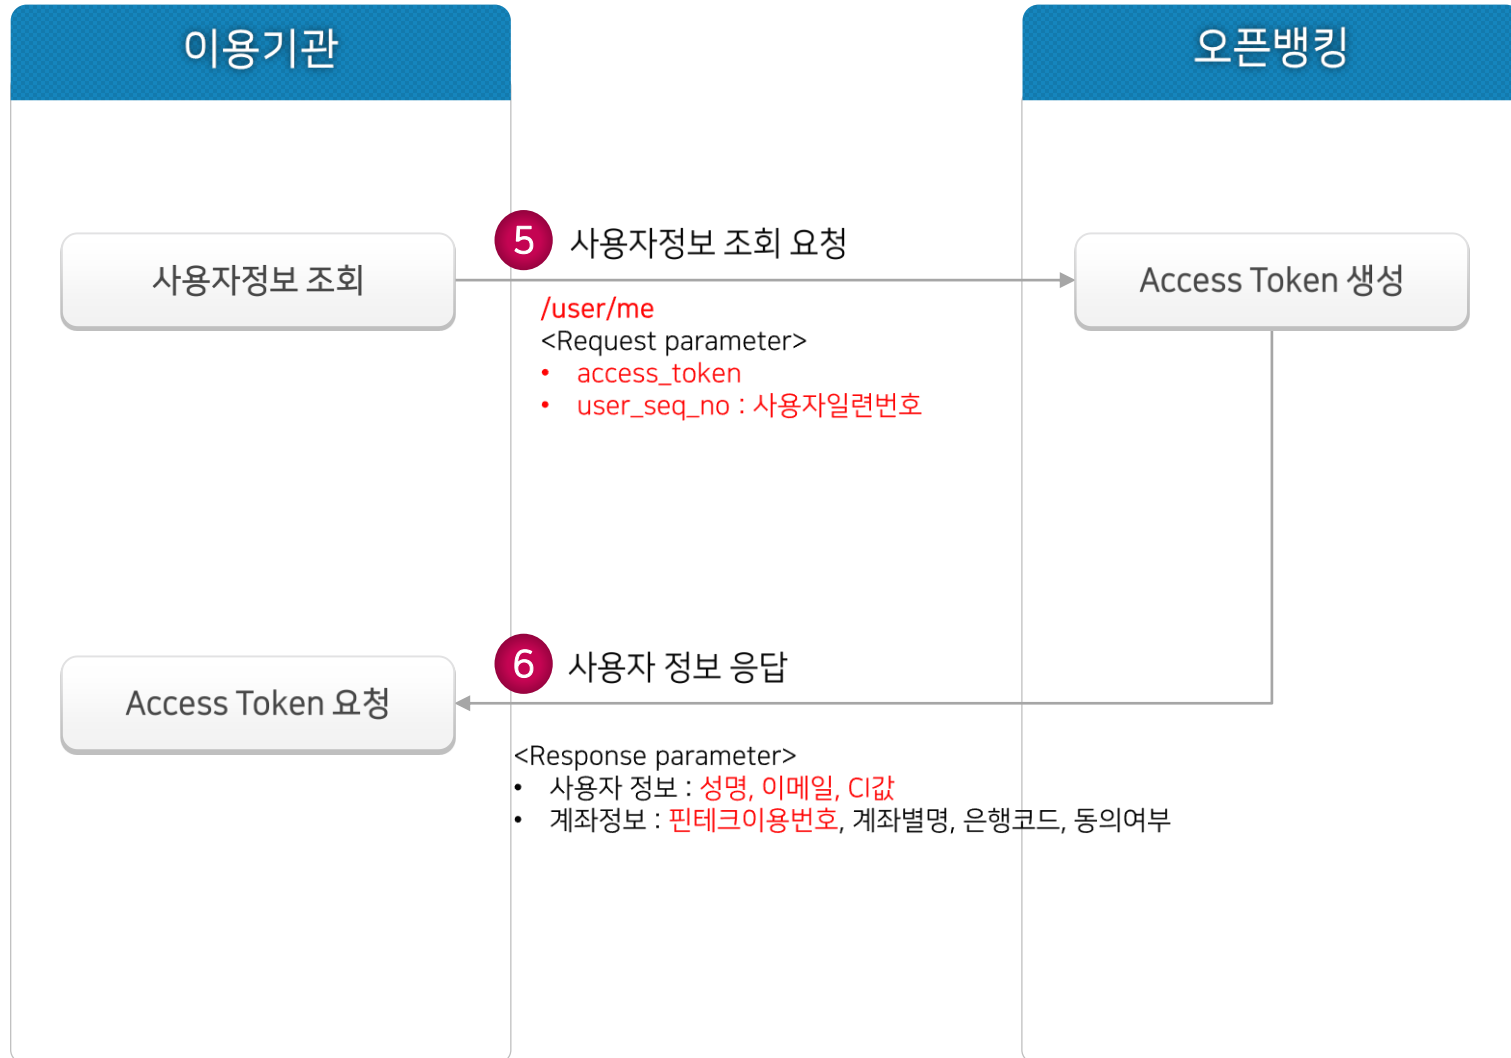 이용기관
오픈뱅킹
5 사용자정보 조회 요청
사용자정보 조회
Access Token 생성
/user/me
<Request parameter>
• access_token
• user_seq_no : 사용자일련번호
6 사용자 정보 응답
Access Token 요청
<Response parameter>
• 사용자 정보 : 성명, 이메일, CI값
• 계좌정보 : 핀테크이용번호, 계좌별명, 은행코드, 동의여부